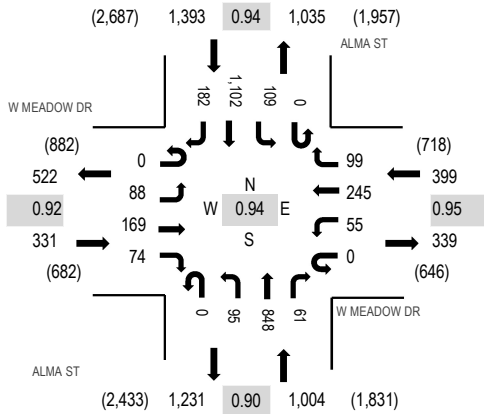 (2,687) 1,393 0.94 1,035 (1,957)
ALMA ST
W MEADOW DR
182 1,102 109 0
(882)
(718)
522
0
99
399
88
N
245
0.92
W 0.94 E
0.95
169
55
331
S
339
74
0
(682)
(646)
0 95 848 61
W MEADOW DR
ALMA ST
(2,433) 1,231 0.90 1,004 (1,831)